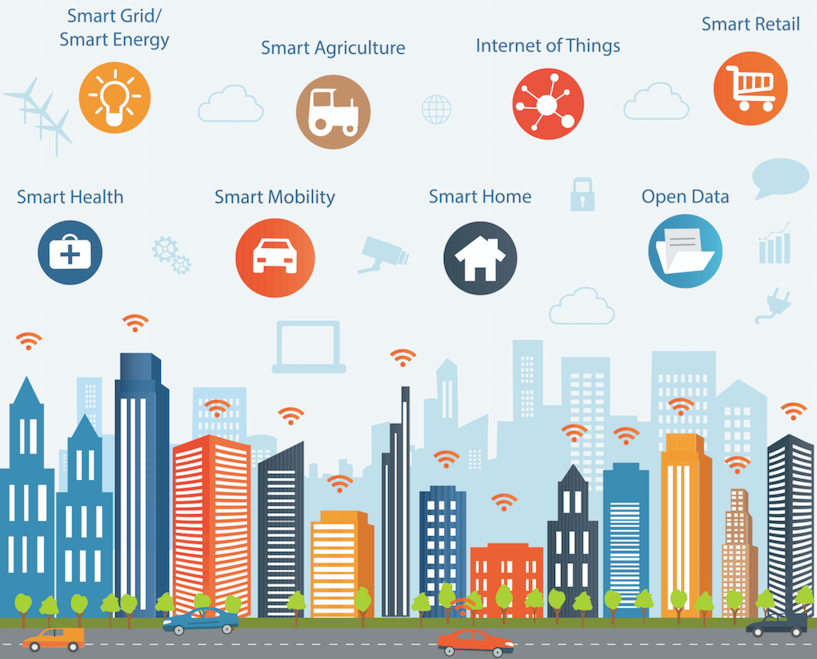 Smart Grid/
Smart Energy
Smart Agriculture
Internet of Things
Smart Retail
Smart Health
Smart Mobility
Smart Home
Open Data